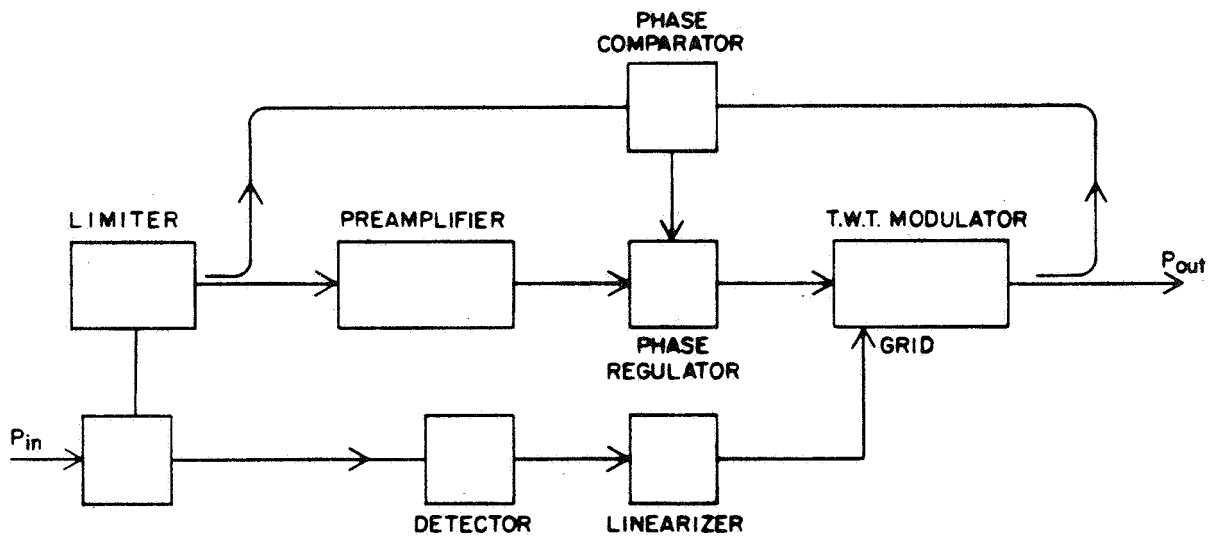 PHASE
COMPARATOR
LIMITER
PREAMPLIFIER
T.W.T. MODULATOR
Pout
PHASE
REGULATOR
GRID
Pin
DETECTOR
LINEARIZER